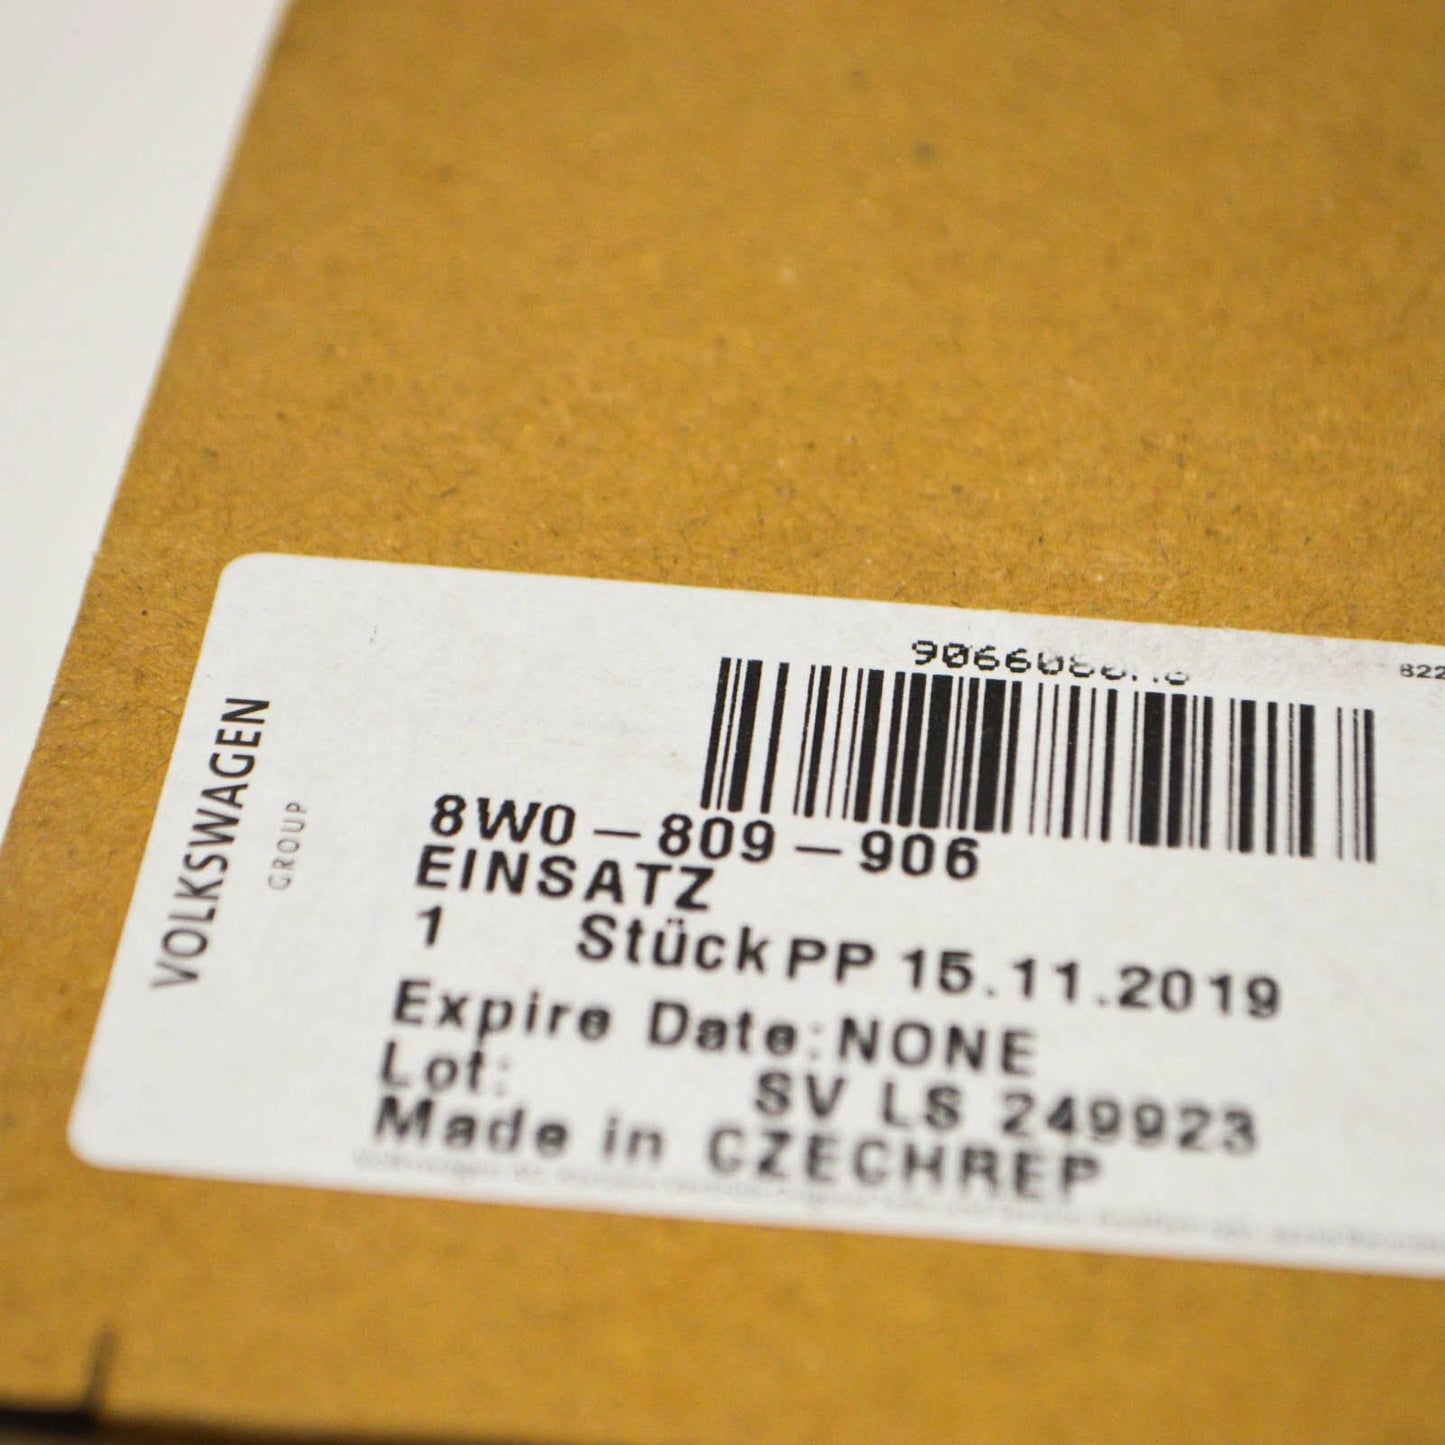 VOLKSWAGEN
GROUP
822
8W0-809-906
EINSATZ
1 Stück PP 15.11.2019
Expire Date:NONE
Lot: SV LS 249923
Made in CZECHREP